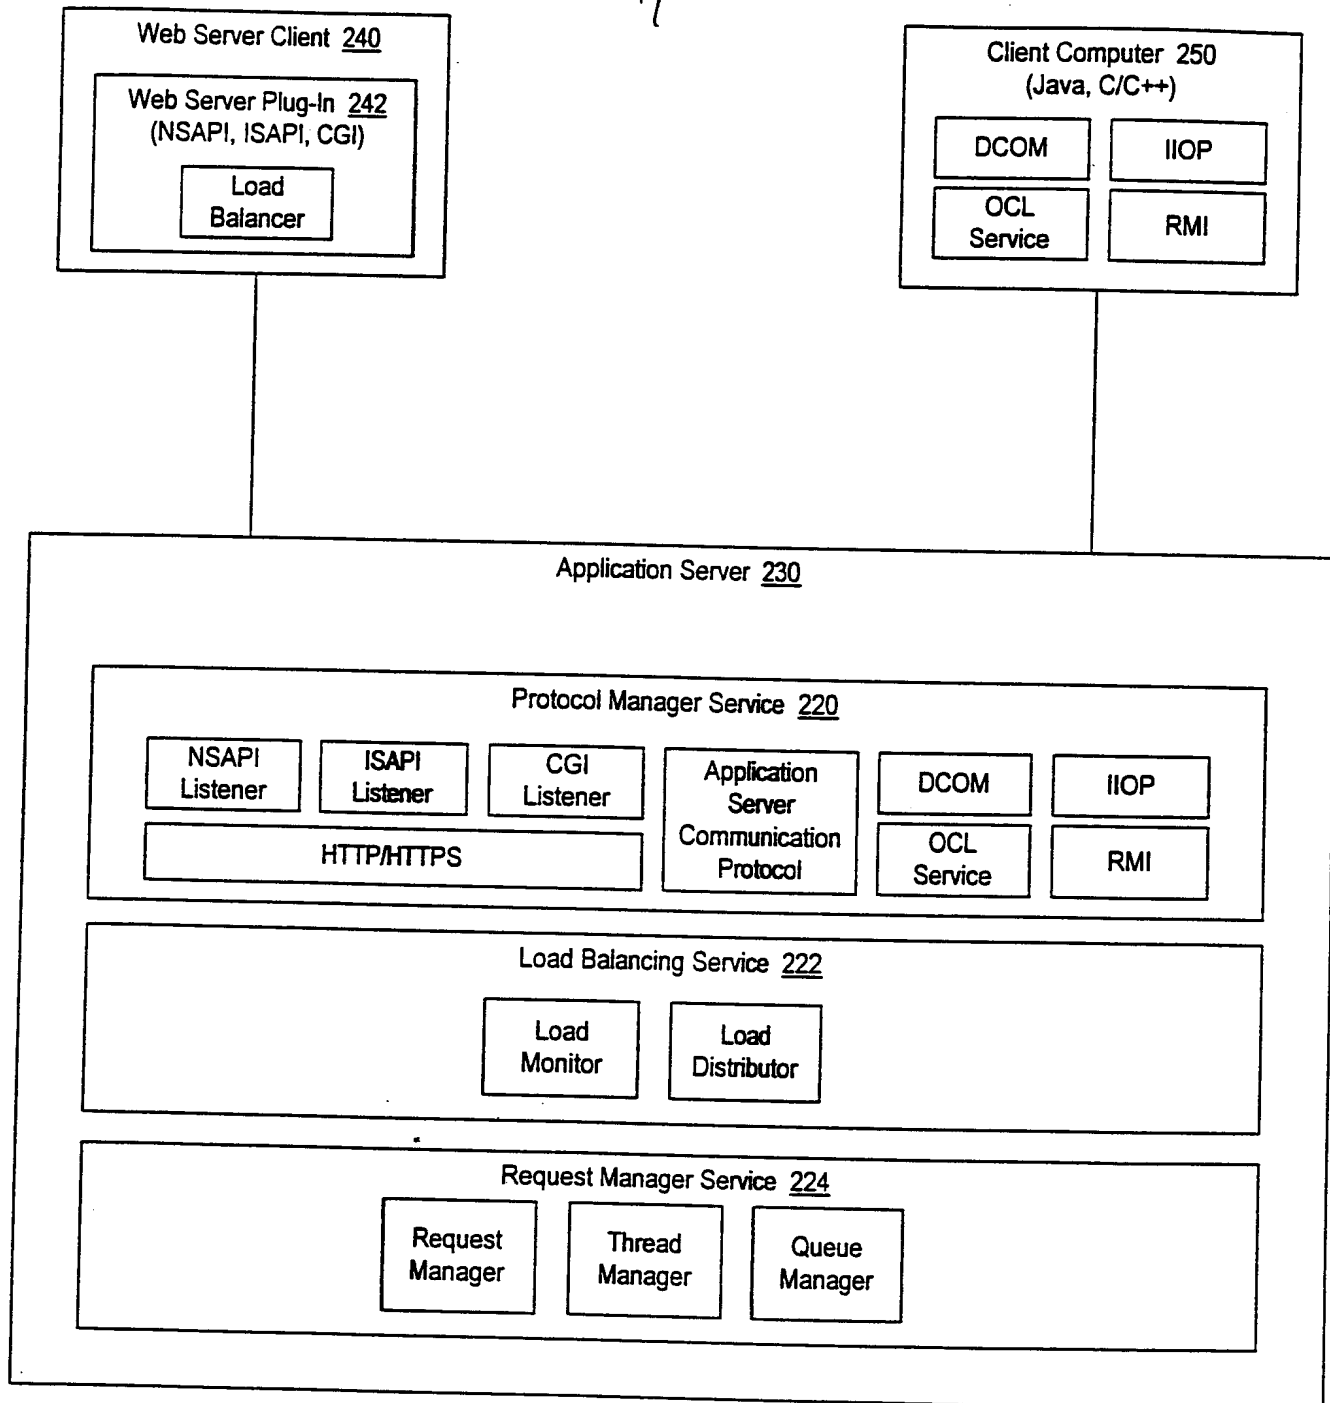 Web Server Client 240
Web Server Plug-In 242
(NSAPI, ISAPI, CGI)
Load
Balancer
Client Computer 250
(Java, C/C++)
DCOM
IIOP
OCL
Service
RMI
Application Server 230
Protocol Manager Service 220
NSAPI
Listener
ISAPI
Listener
CGI
Listener
HTTP/HTTPS
Application
Server
Communication
Protocol
DCOM
IIOP
OCL
Service
RMI
Load Balancing Service 222
Load
Monitor
Load
Distributor
Request Manager Service 224
Request
Manager
Thread
Manager
Queue
Manager